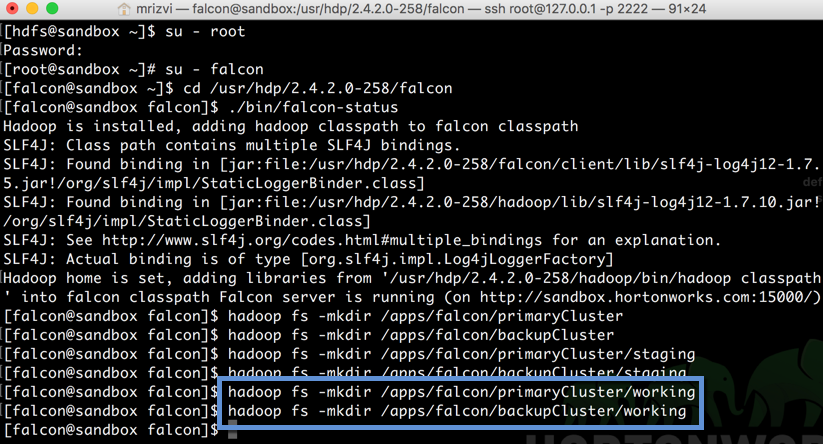 mrizvi — falcon@sandbox:/usr/hdp/2.4.2.0-258/falcon — ssh root@127.0.0.1 -p 2222 — 91×24
[hdfs@sandbox ~]$ su - root
Password:
[root@sandbox ~]# su - falcon
[falcon@sandbox ~]$ cd /usr/hdp/2.4.2.0-258/falcon
[falcon@sandbox falcon]$ ./bin/falcon-status
Hadoop is installed, adding hadoop classpath to falcon classpath
SLF4J: Class path contains multiple SLF4J bindings.
SLF4J: Found binding in [jar:file:/usr/hdp/2.4.2.0-258/falcon/client/lib/slf4j-log4j12-1.7.
5.jar!/org/slf4j/impl/StaticLoggerBinder.class]
SLF4J: Found binding in [jar:file:/usr/hdp/2.4.2.0-258/hadoop/lib/slf4j-log4j12-1.7.10.jar!
/org/slf4j/impl/StaticLoggerBinder.class]
SLF4J: See http://www.slf4j.org/codes.html#multiple_bindings for an explanation.
SLF4J: Actual binding is of type [org.slf4j.impl.Log4jLoggerFactory]
Hadoop home is set, adding libraries from '/usr/hdp/2.4.2.0-258/hadoop/bin/hadoop classpath
' into falcon classpath Falcon server is running (on http://sandbox.hortonworks.com:15000/)
[falcon@sandbox falcon]$ hadoop fs -mkdir /apps/falcon/primaryCluster
[falcon@sandbox falcon]$ hadoop fs -mkdir /apps/falcon/backupCluster
[falcon@sandbox falcon]$ hadoop fs -mkdir /apps/falcon/primaryCluster/staging
[falcon@sandbox falcon]$ hadoop fs -mkdir /apps/falcon/backupCluster/staging
[falcon@sandbox falcon]$ hadoop fs -mkdir /apps/falcon/primaryCluster/working
[falcon@sandbox falcon]$ hadoop fs -mkdir /apps/falcon/backupCluster/working
[falcon@sandbox falcon]$